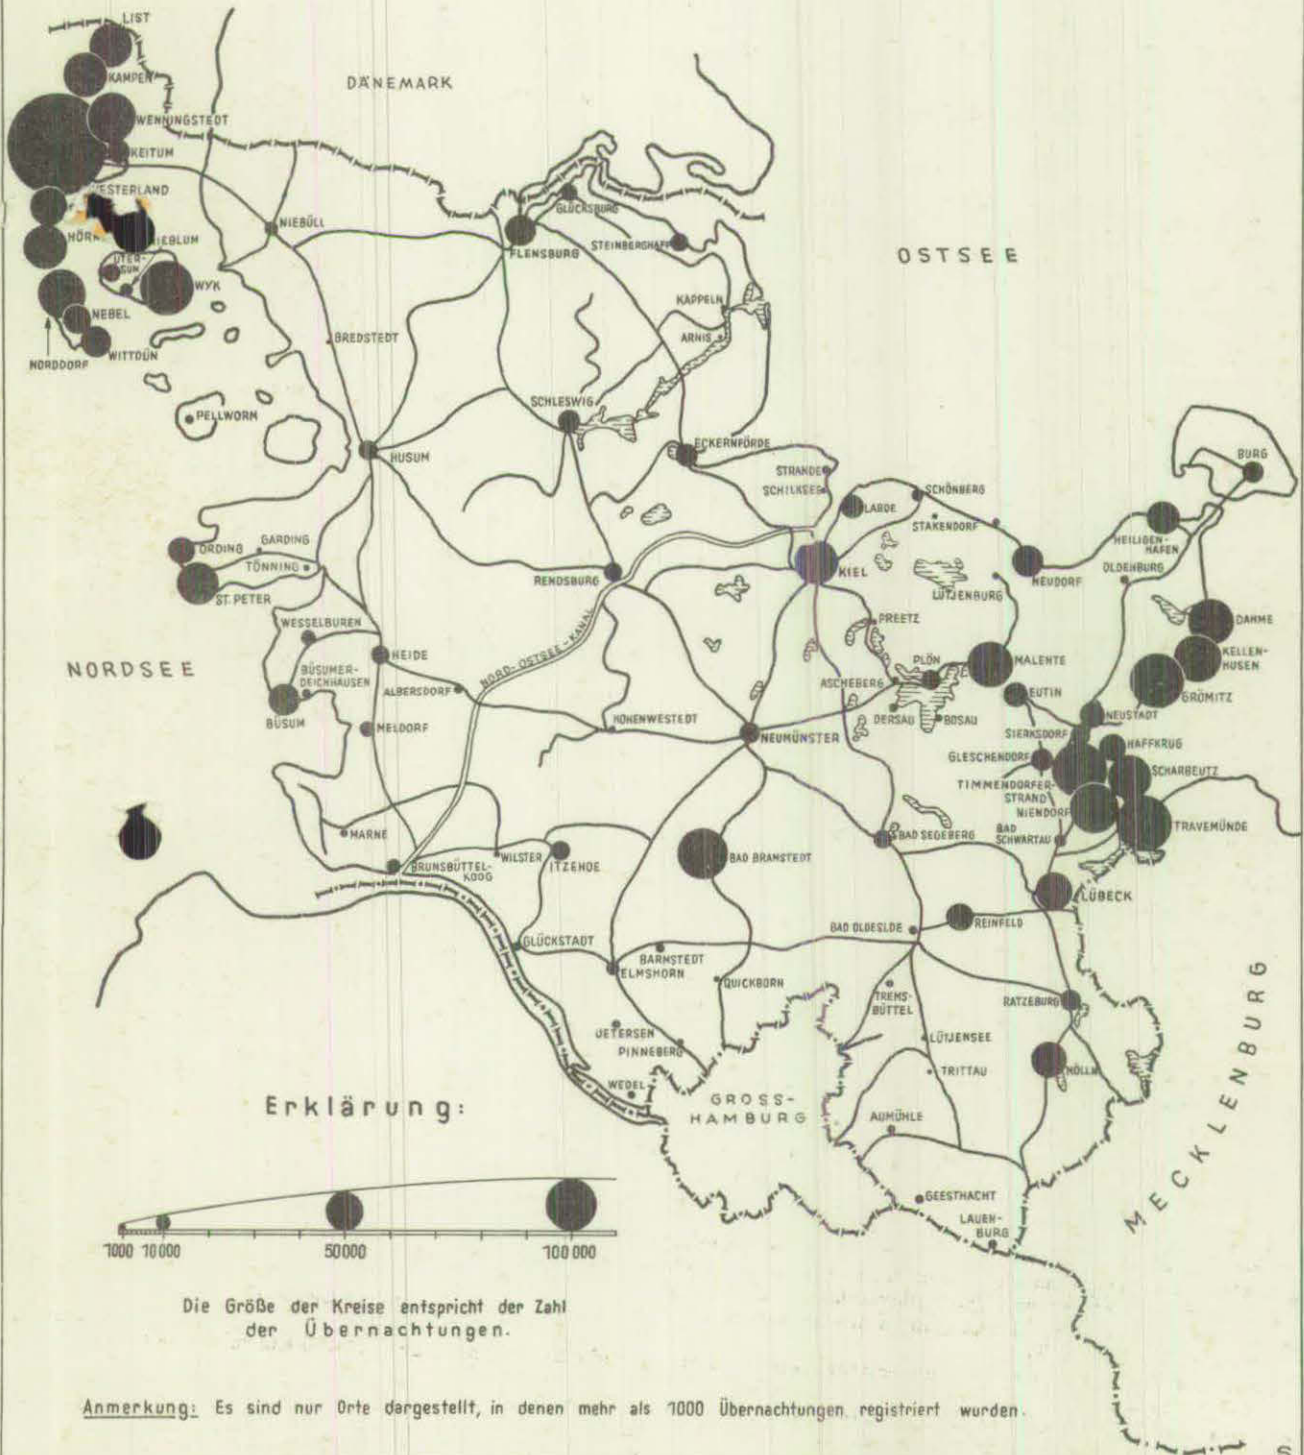 LIST
KAMPEN
DÄNEMARK
WENNINGSTEDT
KEITUM
NIEBÜLL
GLÜCKSBURG
FLENSBURG
STEINBERGHAFF
OSTSEE
WYK
KAPPELN
NEBEL
ARNIS
BREDSTEDT
WITTDÜN
NORDDORF
SCHLESWIG
PELLWORM
ECKERNFÖRDE
HUSUM
BURG
STRANDE
SCHILKSEE
SCHÖNBERG
LABOE
STAKENDORF
HEILIGEN-
HAFEN
ORDING
GARDING
TÖNNING
OLDENBURG
RENDSBURG
KIEL
NEUDORF
LÜTJENBURG
ST. PETER
WESSELBUREN
PREETZ
DAHME
NORD-OSTSEE-KANAL
HEIDE
NORDSEE
BÜSUMER-
DEICHHAUSEN
PLÖN
MALENTE
KELLEN-
HUSEN
ALBERSDORF
ASCHEBERG
EUTIN
GRÖMITZ
BÜSUM
DERSAU
BOSAU
NEUSTADT
HOHENWESTEDT
MELDORF
NEUMÜNSTER
SIERKSDORF
HAFFKRUG
GLESCHENDORF
SCHARBEUTZ
TIMMENDORFER-
STRAND
NIENDORF
TRAVEMÜNDE
MARNE
BAD SEGEBERG
BAD
SCHWARTAU
BRUNSBÜTTEL-
KOOG
WILSTER
ITZEHOE
BAD BRAMSTEDT
LÜBECK
REINFELD
BAD OLDESLOE
GLÜCKSTADT
BARMSTEDT
ELMSHORN
QUICKBORN
TREMS-
BÜTTEL
RATZEBURG
UETERSEN
PINNEBERG
LÜTJENSEE
TRITTAU
MÖLLN
WEDEL
GROSS-
HAMBURG
MECKLENBURG
AUMÜHLE
GEESTHACHT
LAUEN-
BURG
Erklärung:
1000 10000 50000 100000
Die Größe der Kreise entspricht der Zahl
der Übernachtungen.
Anmerkung: Es sind nur Orte dargestellt, in denen mehr als 1000 Übernachtungen registriert wurden.